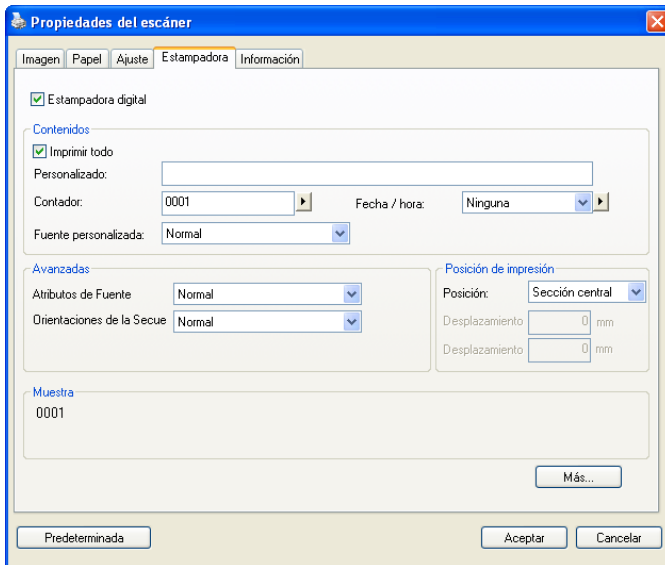 Propiedades del escáner
Imagen Papel Ajuste Estampadora Información
Estampadora digital
Contenidos
Imprimir todo
Personalizado:
Contador: 0001 Fecha / hora: Ninguna
Fuente personalizada: Normal
Avanzadas Posición de impresión
Atributos de Fuente Normal Posición: Sección central
Orientaciones de la Secue Normal Desplazamiento 0 mm
Desplazamiento 0 mm
Muestra
0001
Más...
Predeterminada Aceptar Cancelar